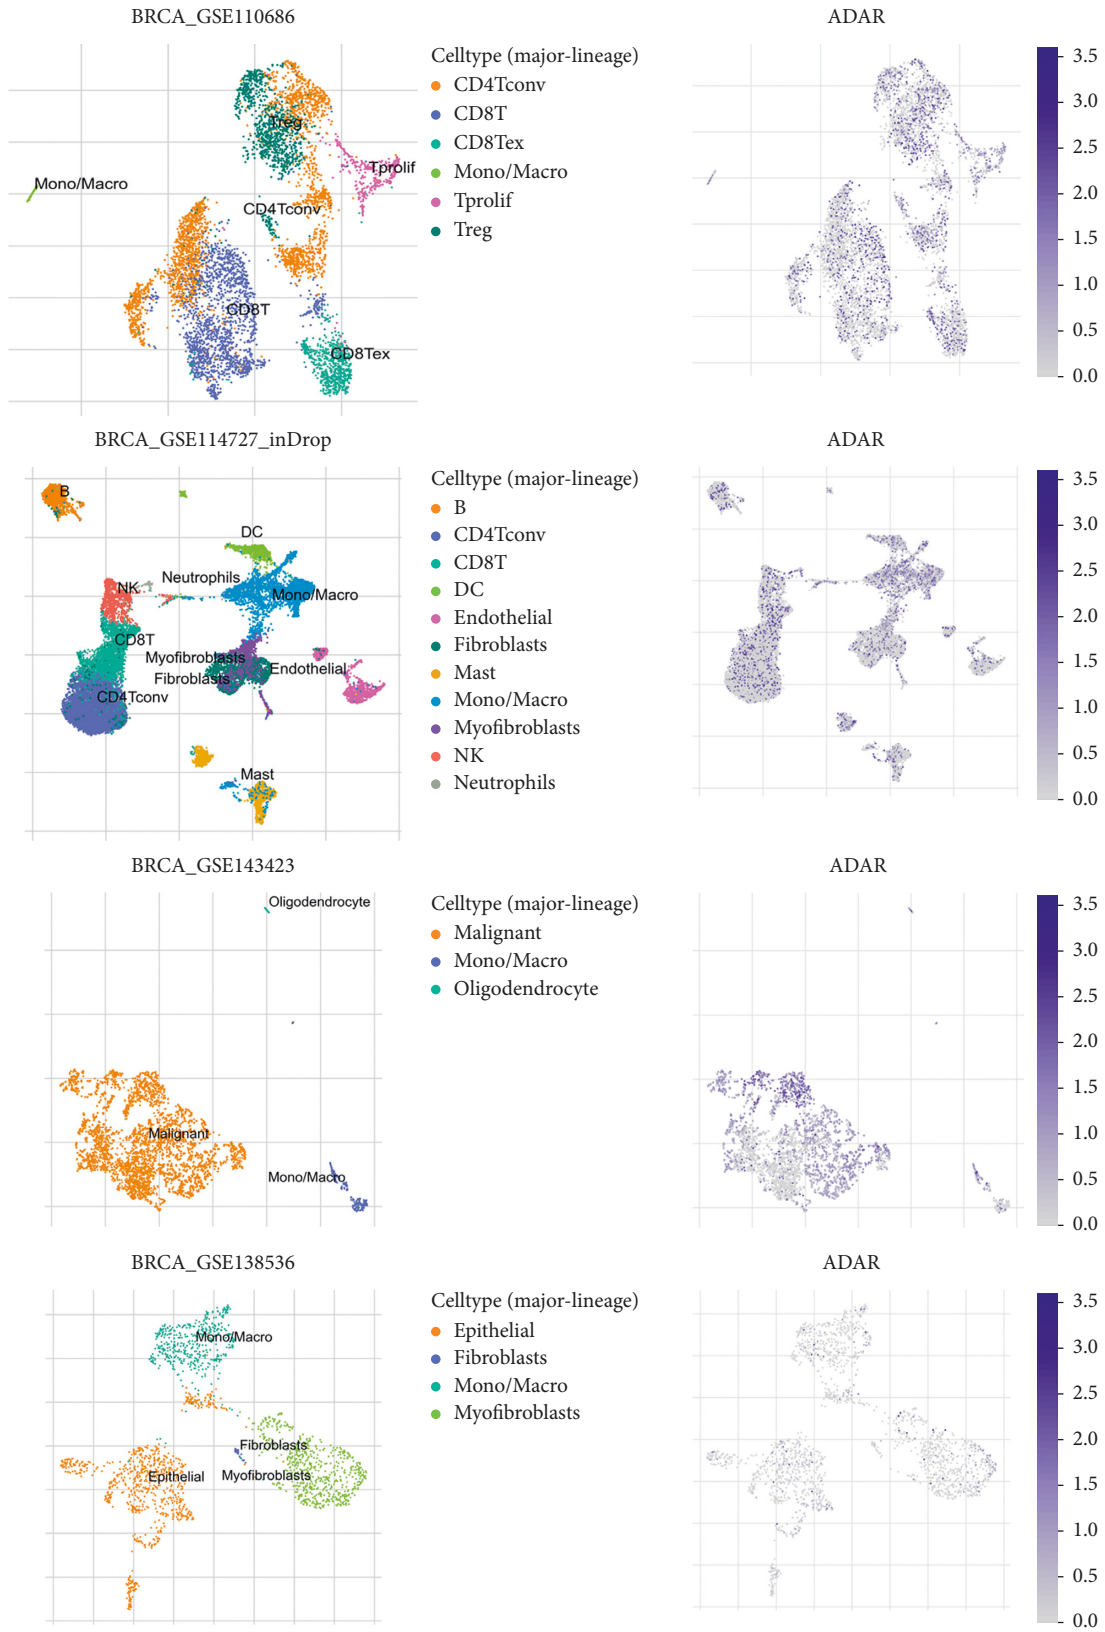 BRCA_GSE110686
ADAR
Celltype (major-lineage)
CD4Tconv
CD8T
CD8Tex
Mono/Macro
Tprolif
Treg
Treg
Tprolif
Mono/Macro
CD4Tconv
CD8T
CD8Tex
3.5
3.0
2.5
2.0
1.5
1.0
0.5
0.0
BRCA_GSE114727_inDrop
ADAR
Celltype (major-lineage)
B
CD4Tconv
CD8T
DC
Endothelial
Fibroblasts
Mast
Mono/Macro
Myofibroblasts
NK
Neutrophils
B
DC
Neutrophils
NK
Mono/Macro
CD8T
Myofibroblasts
Endothelial
Fibroblasts
CD4Tconv
Mast
3.5
3.0
2.5
2.0
1.5
1.0
0.5
0.0
BRCA_GSE143423
ADAR
Celltype (major-lineage)
Malignant
Mono/Macro
Oligodendrocyte
Oligodendrocyte
Malignant
Mono/Macro
3.5
3.0
2.5
2.0
1.5
1.0
0.5
0.0
BRCA_GSE138536
ADAR
Celltype (major-lineage)
Epithelial
Fibroblasts
Mono/Macro
Myofibroblasts
Mono/Macro
Fibroblasts
Epithelial
Myofibroblasts
3.5
3.0
2.5
2.0
1.5
1.0
0.5
0.0